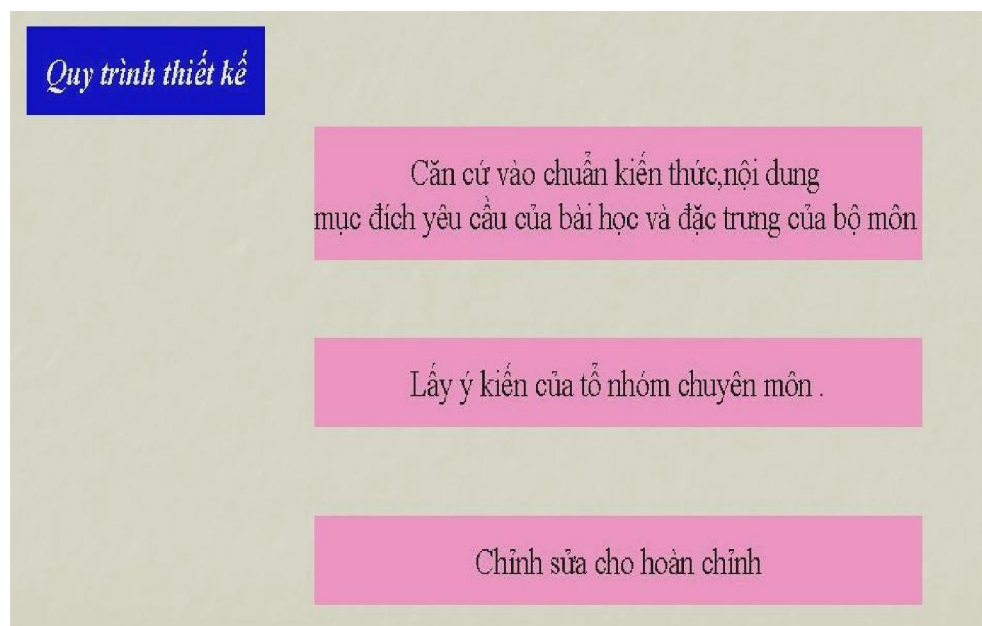 Quy trình thiết kế
Căn cứ vào chuẩn kiến thức,nội dung
mục đích yêu cầu của bài học và đặc trưng của bộ môn
Lấy ý kiến của tổ nhóm chuyên môn .
Chỉnh sửa cho hoàn chỉnh